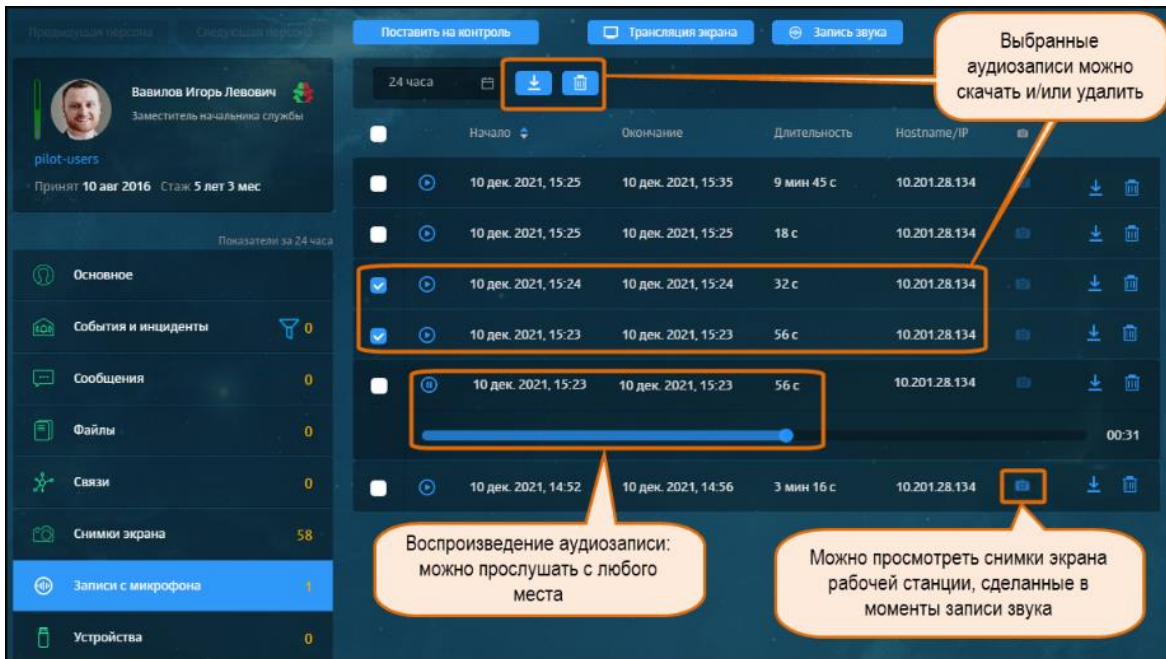 Предыдущая персона Следующая персона Поставить на контроль Трансляция экрана Запись звука
Выбранные
аудиозаписи можно
скачать и/или удалить
24 часа
Вавилов Игорь Левович
Заместитель начальника службы
pilot-users
Принят 10 авг 2016 Стаж 5 лет 3 мес
Показатели за 24 часа
Основное
События и инциденты 0
Сообщения 0
Файлы 0
Связи 0
Снимки экрана 58
Записи с микрофона 1
Устройства 0
Начало Окончание Длительность Hostname/IP
10 дек. 2021, 15:25 10 дек. 2021, 15:35 9 мин 45 с 10.201.28.134
10 дек. 2021, 15:25 10 дек. 2021, 15:25 18 с 10.201.28.134
10 дек. 2021, 15:24 10 дек. 2021, 15:24 32 с 10.201.28.134
10 дек. 2021, 15:23 10 дек. 2021, 15:23 56 с 10.201.28.134
10 дек. 2021, 15:23 10 дек. 2021, 15:23 56 с 10.201.28.134
00:31
10 дек. 2021, 14:52 10 дек. 2021, 14:56 3 мин 16 с 10.201.28.134
Воспроизведение аудиозаписи:
можно прослушать с любого
места
Можно просмотреть снимки экрана
рабочей станции, сделанные в
моменты записи звука